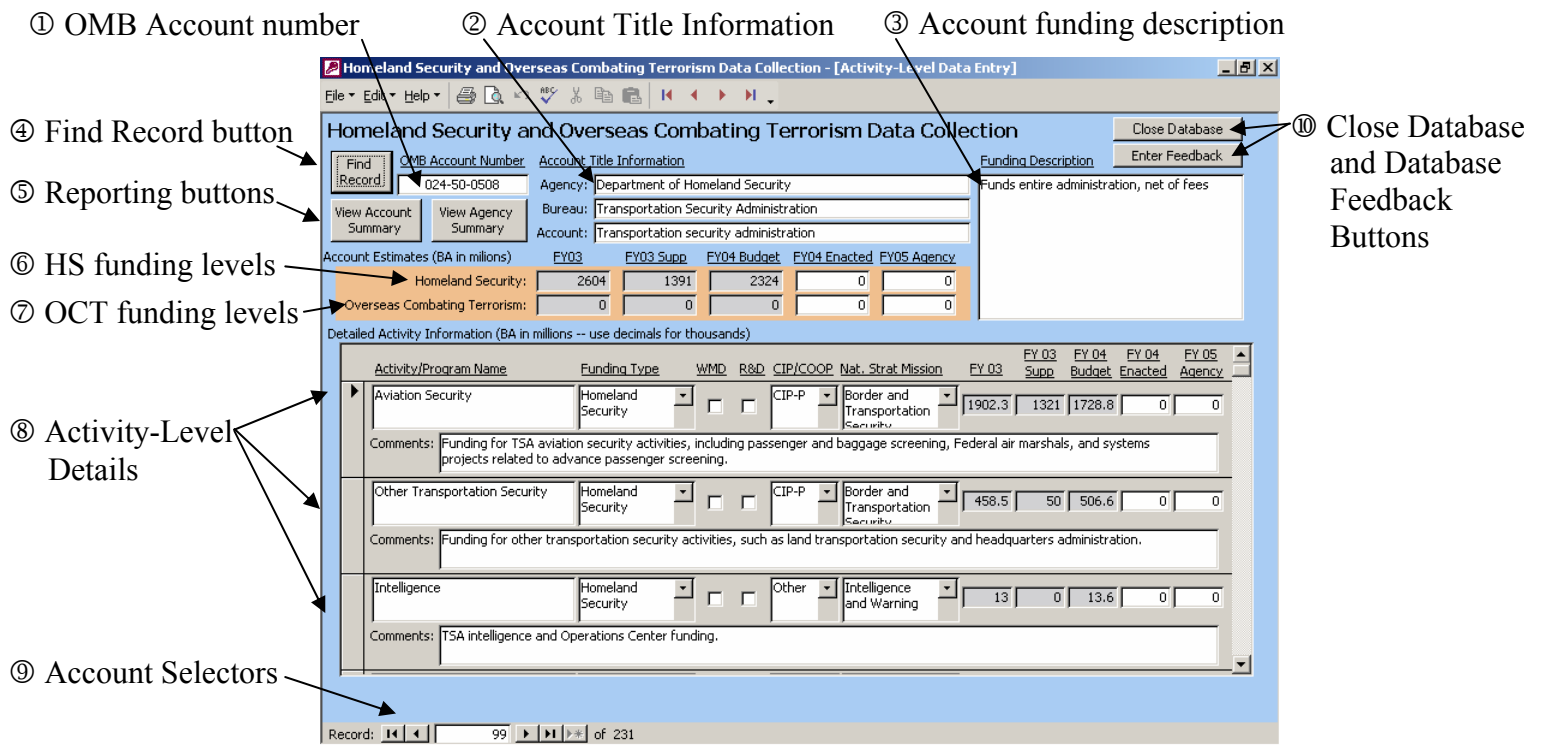 ① OMB Account number
② Account Title Information
③ Account funding description
Homeland Security and Overseas Combating Terrorism Data Collection - [Activity-Level Data Entry]
File Edit Help
④ Find Record button
Homeland Security and Overseas Combating Terrorism Data Collection
Close Database
⑩ Close Database
and Database
Feedback
Buttons
Find
Record
OMB Account Number
Account Title Information
Funding Description
Enter Feedback
024-50-0508
Agency: Department of Homeland Security
Funds entire administration, net of fees
⑤ Reporting buttons
View Account
Summary
View Agency
Summary
Bureau: Transportation Security Administration
Account: Transportation security administration
Account Estimates (BA in milions) FY03 FY03 Supp FY04 Budget FY04 Enacted FY05 Agency
⑥ HS funding levels
Homeland Security: 2604 1391 2324 0 0
⑦ OCT funding levels
Overseas Combating Terrorism: 0 0 0 0 0
Detailed Activity Information (BA in millions -- use decimals for thousands)
Activity/Program Name Funding Type WMD R&D CIP/COOP Nat. Strat Mission FY 03 FY 03 Supp FY 04 Budget FY 04 Enacted FY 05 Agency
⑧ Activity-Level
Details
Aviation Security Homeland Security CIP-P Border and Transportation Security 1902.3 1321 1728.8 0 0
Comments: Funding for TSA aviation security activities, including passenger and baggage screening, Federal air marshals, and systems
projects related to advance passenger screening.
Other Transportation Security Homeland Security CIP-P Border and Transportation Security 458.5 50 506.6 0 0
Comments: Funding for other transportation security activities, such as land transportation security and headquarters administration.
Intelligence Homeland Security Other Intelligence and Warning 13 0 13.6 0 0
Comments: TSA intelligence and Operations Center funding.
⑨ Account Selectors
Record: 99 of 231